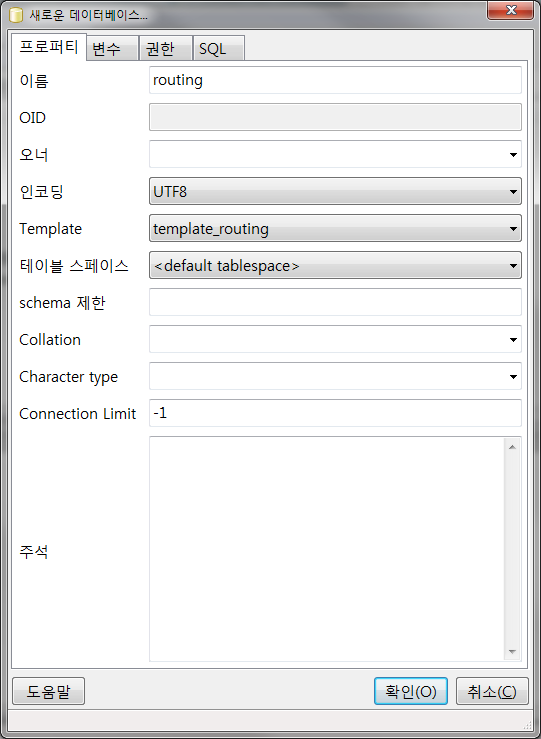 새로운 데이터베이스...
프로퍼티 변수 권한 SQL
이름 routing
OID
오너
인코딩 UTF8
Template template_routing
테이블 스페이스 <default tablespace>
schema 제한
Collation
Character type
Connection Limit -1
주석
도움말 확인(O) 취소(C)